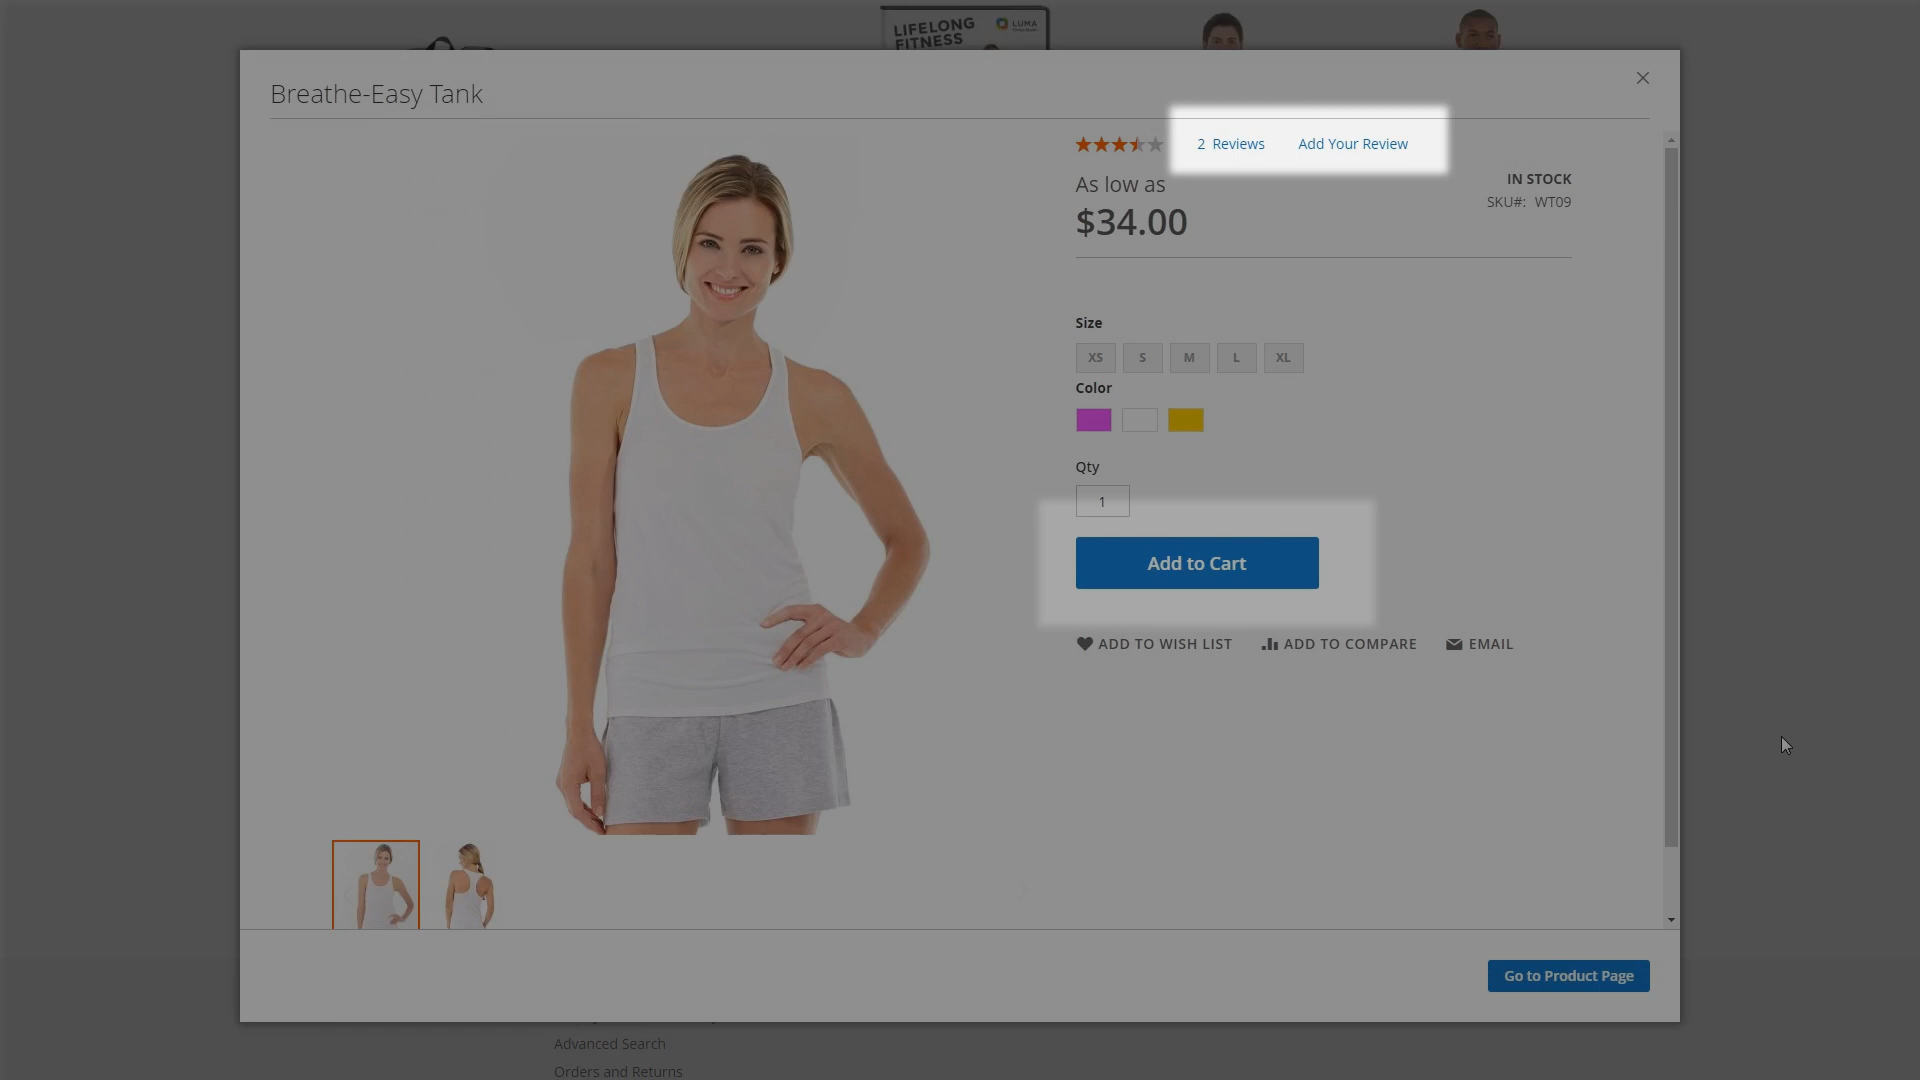 LIFELONG
FITNESS
LUMA
Breathe-Easy Tank
2 Reviews Add Your Review
As low as
$34.00
IN STOCK
SKU#: WT09
Size
XS S M L XL
Color
Qty
1
Add to Cart
ADD TO WISH LIST ADD TO COMPARE EMAIL
Go to Product Page
Advanced Search
Orders and Returns